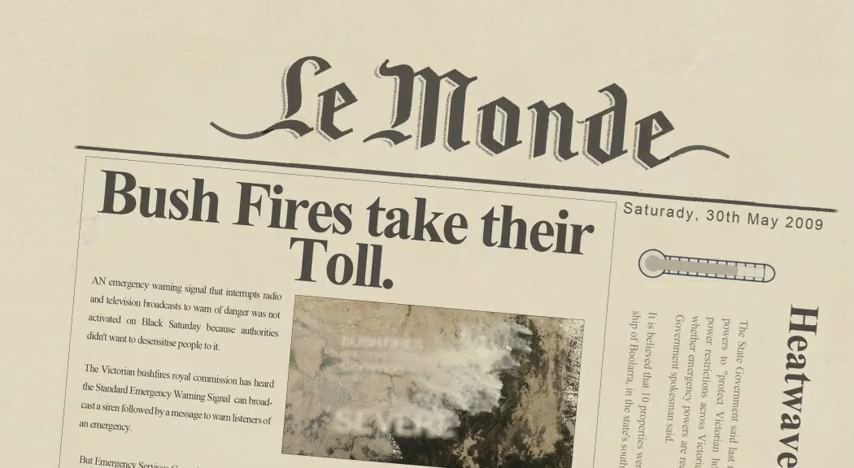 Le Monde
Saturady, 30th May 2009
Bush Fires take their
Toll.
AN emergency warning signal that interrupts radio
and television broadcasts to warn of danger was not
activated on Black Saturday because authorities
didn't want to desensitise people to it.
The Victorian bushfires royal commission has heard
the Standard Emergency Warning Signal can broad-
cast a siren followed by a message to warn listeners of
an emergency.
But Emergency Services
Heatwave
The State Government said last
powers to "protect Victorian
power restrictions across
whether emergency powers are
Government spokesman said.
It is believed that 10 properties
ship of Boolarra, in the state's